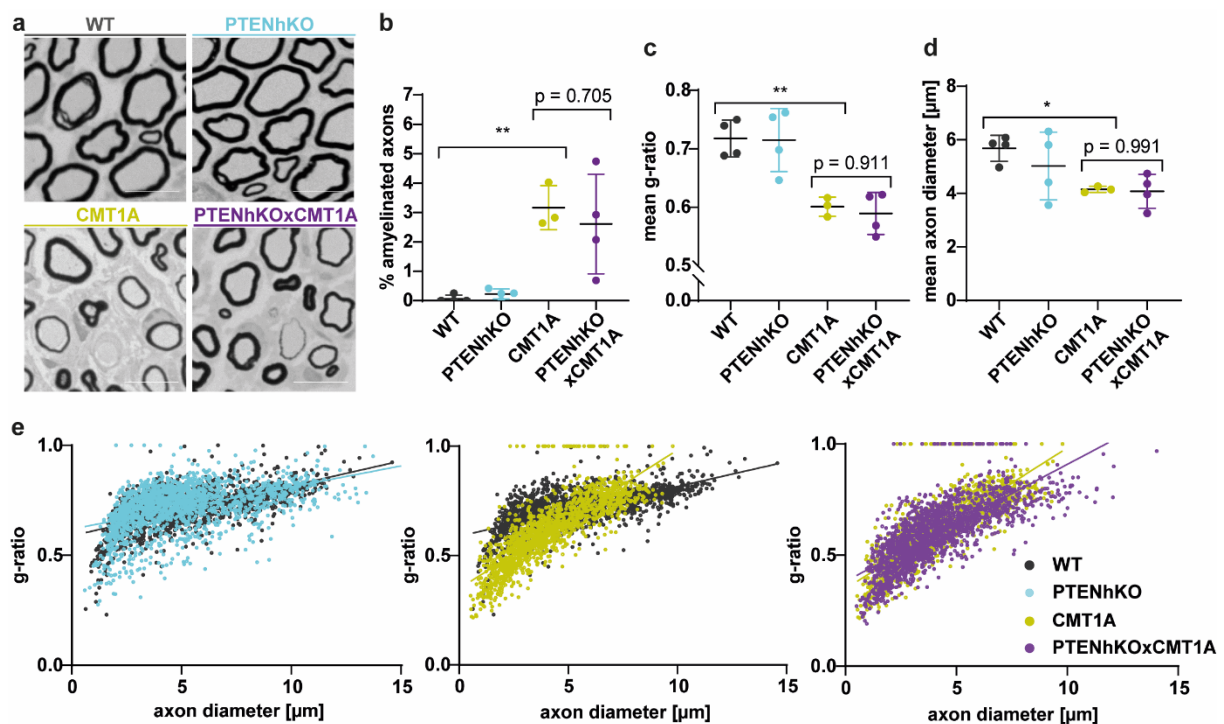 a
WT
PTENhKO
CMT1A
PTENhKOxCMT1A
b
% amyelinated axons
7
6
5
4
3
2
1
0
**
p = 0.705
WT
PTENhKO
CMT1A
PTENhKO
xCMT1A
c
mean g-ratio
0.8
0.7
0.6
0.5
0.0
**
p = 0.911
WT
PTENhKO
CMT1A
PTENhKO
xCMT1A
d
mean axon diameter [µm]
8
6
4
2
0
*
p = 0.991
WT
PTENhKO
CMT1A
PTENhKO
xCMT1A
e
g-ratio
1.0
0.5
0.0
0
5
10
15
axon diameter [µm]
g-ratio
1.0
0.5
0.0
0
5
10
15
axon diameter [µm]
g-ratio
1.0
0.5
0.0
0
5
10
15
axon diameter [µm]
WT
PTENhKO
CMT1A
PTENhKOxCMT1A